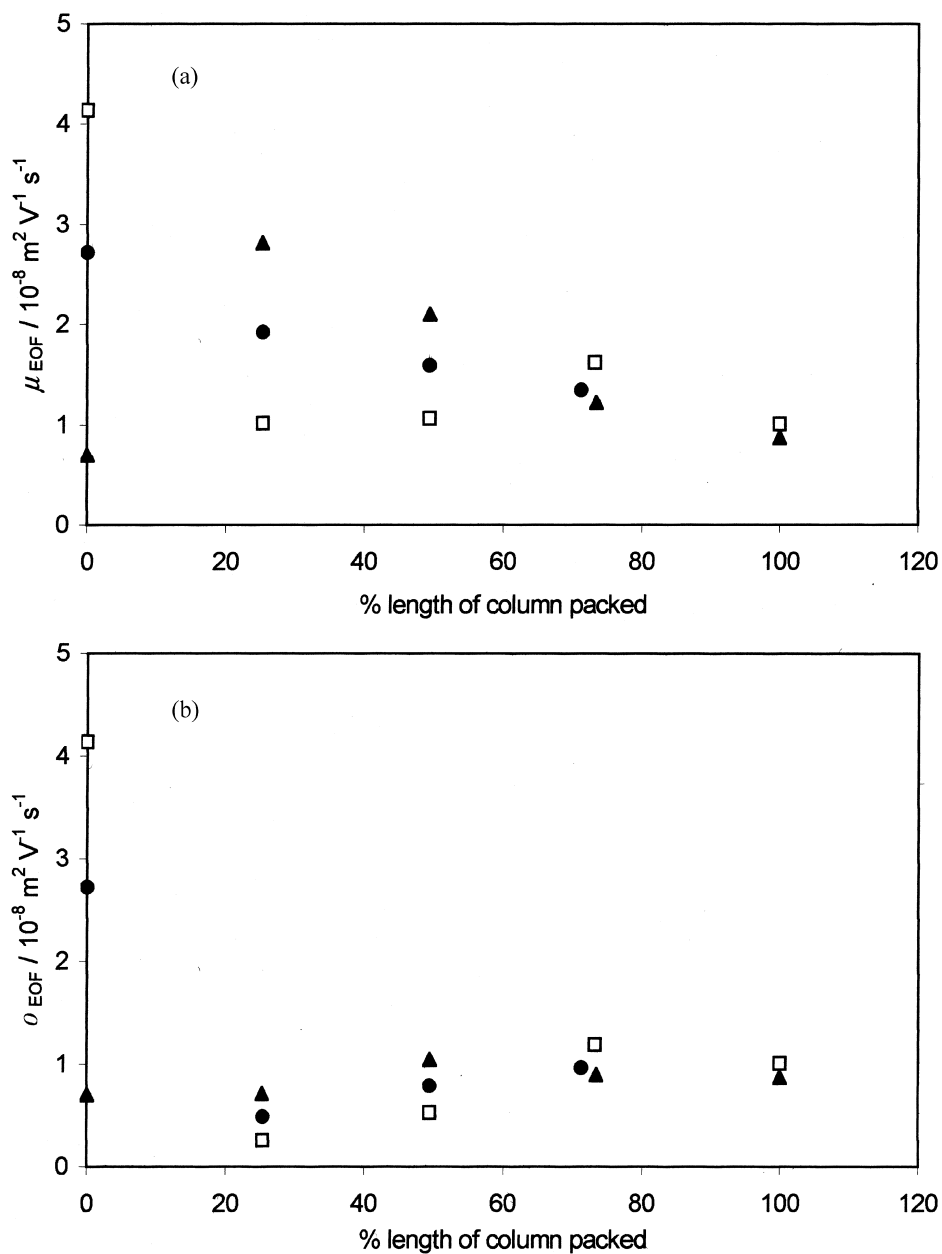 5
(a)
4
3
2
1
0
μ EOF / 10⁻⁸ m² V⁻¹ s⁻¹
0 20 40 60 80 100 120
% length of column packed
5
(b)
4
3
2
1
0
o EOF / 10⁻⁸ m² V⁻¹ s⁻¹
0 20 40 60 80 100 120
% length of column packed